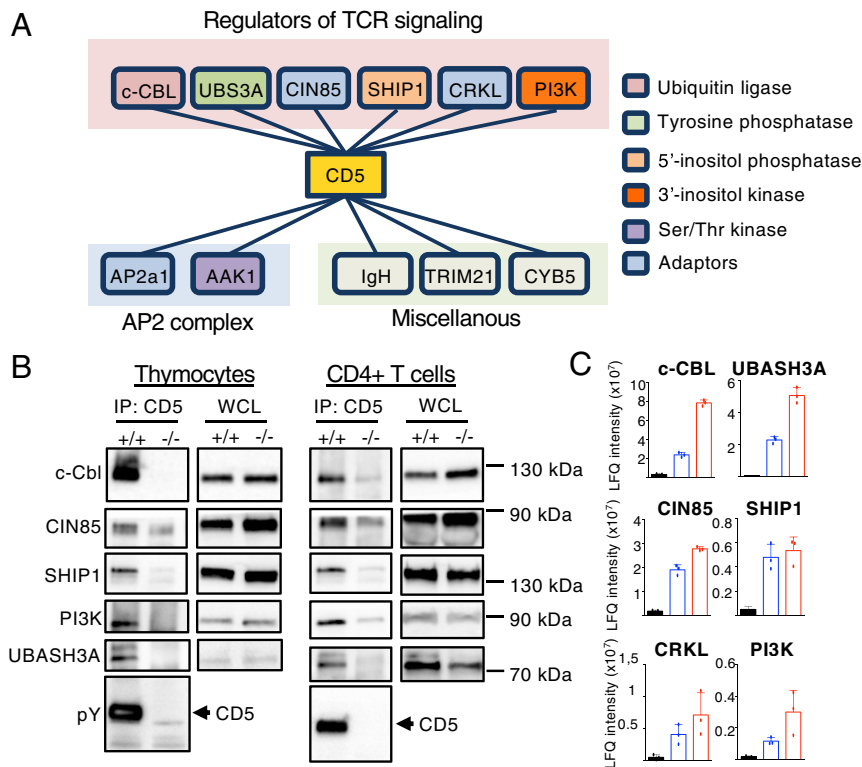 A
Regulators of TCR signaling
c-CBL UBS3A CIN85 SHIP1 CRKL PI3K
CD5
AP2a1 AAK1
AP2 complex
IgH TRIM21 CYB5
Miscellanous
Ubiquitin ligase
Tyrosine phosphatase
5'-inositol phosphatase
3'-inositol kinase
Ser/Thr kinase
Adaptors
B
Thymocytes CD4+ T cells
IP: CD5 WCL IP: CD5 WCL
+/+ -/- +/+ -/- +/+ -/- +/+ -/-
c-Cbl
130 kDa
CIN85
90 kDa
SHIP1
130 kDa
PI3K
90 kDa
UBASH3A
70 kDa
pY
CD5
CD5
C
c-CBL
LFQ intensity (x10⁷)
10
8
6
4
2
UBASH3A
6
4
2
CIN85
LFQ intensity (x10⁷)
4
3
2
1
SHIP1
0.8
0.6
0.4
0.2
CRKL
LFQ intensity (x10⁷)
1,5
1
0.5
PI3K
0.6
0.4
0.2